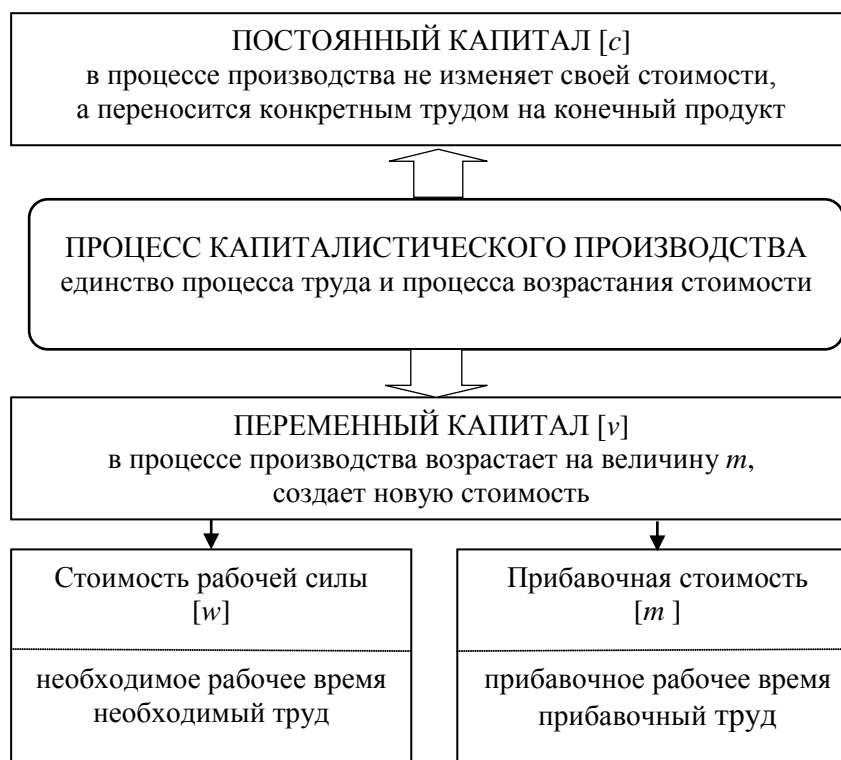 ПОСТОЯННЫЙ КАПИТАЛ [c]
в процессе производства не изменяет своей стоимости,
а переносится конкретным трудом на конечный продукт
ПРОЦЕСС КАПИТАЛИСТИЧЕСКОГО ПРОИЗВОДСТВА
единство процесса труда и процесса возрастания стоимости
ПЕРЕМЕННЫЙ КАПИТАЛ [v]
в процессе производства возрастает на величину m,
создает новую стоимость
Стоимость рабочей силы
[w]
необходимое рабочее время
необходимый труд
Прибавочная стоимость
[m ]
прибавочное рабочее время
прибавочный труд